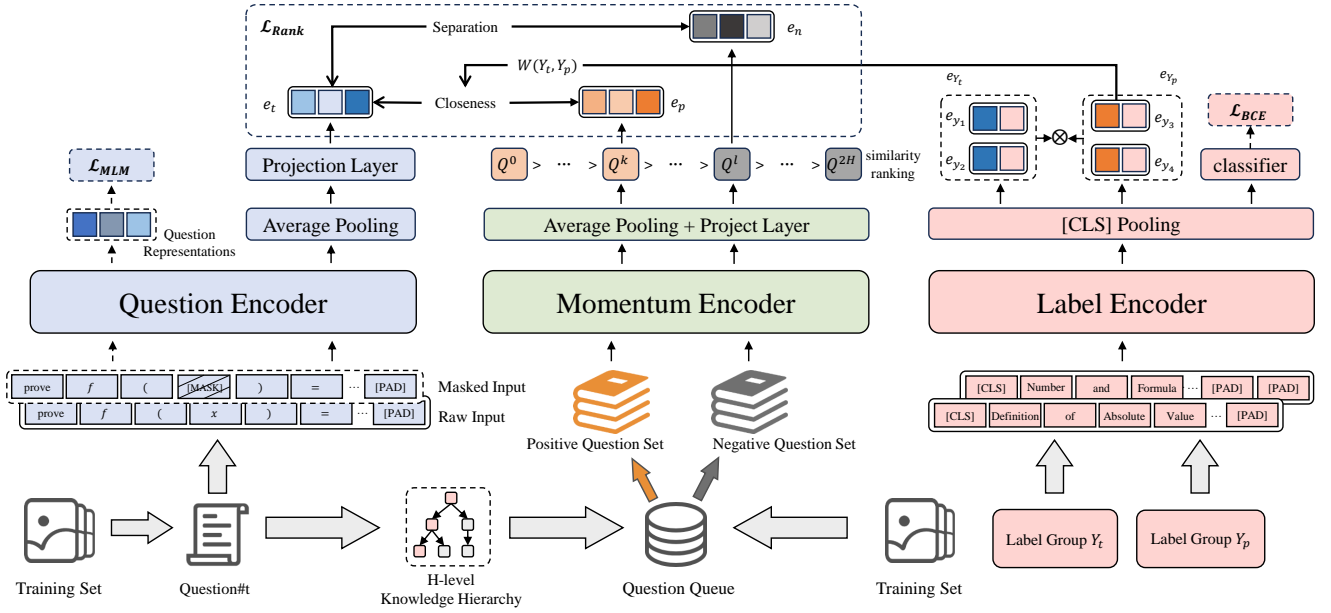 ℒ_Rank
Separation
e_n
W(Y_t, Y_p)
e_t
Closeness
e_p
e_{Y_t}
e_{Y_p}
e_{y_1}
e_{y_2}
e_{y_3}
e_{y_4}
⊗
ℒ_BCE
classifier
ℒ_MLM
Question
Representations
Projection Layer
Average Pooling
Q^0 > ··· > Q^k > ··· > Q^l > ··· > Q^{2H}
similarity
ranking
Average Pooling + Project Layer
[CLS] Pooling
Question Encoder
Momentum Encoder
Label Encoder
prove f ( [MASK] ) = ··· [PAD]
Masked Input
prove f ( x ) = ··· [PAD]
Raw Input
Positive Question Set
Negative Question Set
[CLS] Number and Formula ··· [PAD] [PAD]
[CLS] Definition of Absolute Value ··· [PAD]
Training Set
Question#t
H-level
Knowledge Hierarchy
Question Queue
Training Set
Label Group Y_t
Label Group Y_p